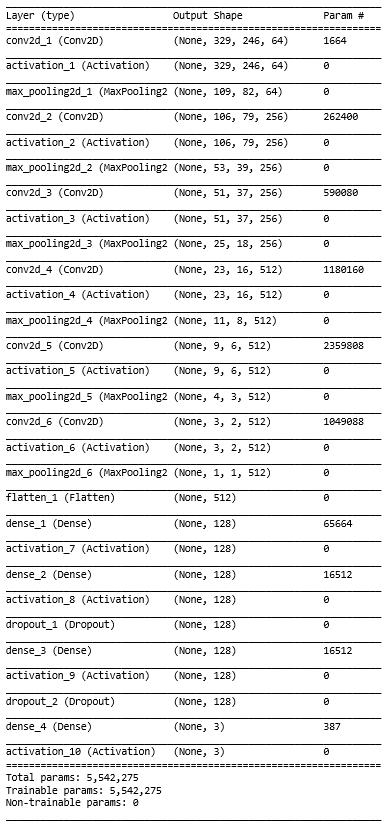 Layer (type) Output Shape Param #
conv2d_1 (Conv2D) (None, 329, 246, 64) 1664
activation_1 (Activation) (None, 329, 246, 64) 0
max_pooling2d_1 (MaxPooling2 (None, 109, 82, 64) 0
conv2d_2 (Conv2D) (None, 106, 79, 256) 262400
activation_2 (Activation) (None, 106, 79, 256) 0
max_pooling2d_2 (MaxPooling2 (None, 53, 39, 256) 0
conv2d_3 (Conv2D) (None, 51, 37, 256) 590080
activation_3 (Activation) (None, 51, 37, 256) 0
max_pooling2d_3 (MaxPooling2 (None, 25, 18, 256) 0
conv2d_4 (Conv2D) (None, 23, 16, 512) 1180160
activation_4 (Activation) (None, 23, 16, 512) 0
max_pooling2d_4 (MaxPooling2 (None, 11, 8, 512) 0
conv2d_5 (Conv2D) (None, 9, 6, 512) 2359808
activation_5 (Activation) (None, 9, 6, 512) 0
max_pooling2d_5 (MaxPooling2 (None, 4, 3, 512) 0
conv2d_6 (Conv2D) (None, 3, 2, 512) 1049088
activation_6 (Activation) (None, 3, 2, 512) 0
max_pooling2d_6 (MaxPooling2 (None, 1, 1, 512) 0
flatten_1 (Flatten) (None, 512) 0
dense_1 (Dense) (None, 128) 65664
activation_7 (Activation) (None, 128) 0
dense_2 (Dense) (None, 128) 16512
activation_8 (Activation) (None, 128) 0
dropout_1 (Dropout) (None, 128) 0
dense_3 (Dense) (None, 128) 16512
activation_9 (Activation) (None, 128) 0
dropout_2 (Dropout) (None, 128) 0
dense_4 (Dense) (None, 3) 387
activation_10 (Activation) (None, 3) 0
Total params: 5,542,275
Trainable params: 5,542,275
Non-trainable params: 0